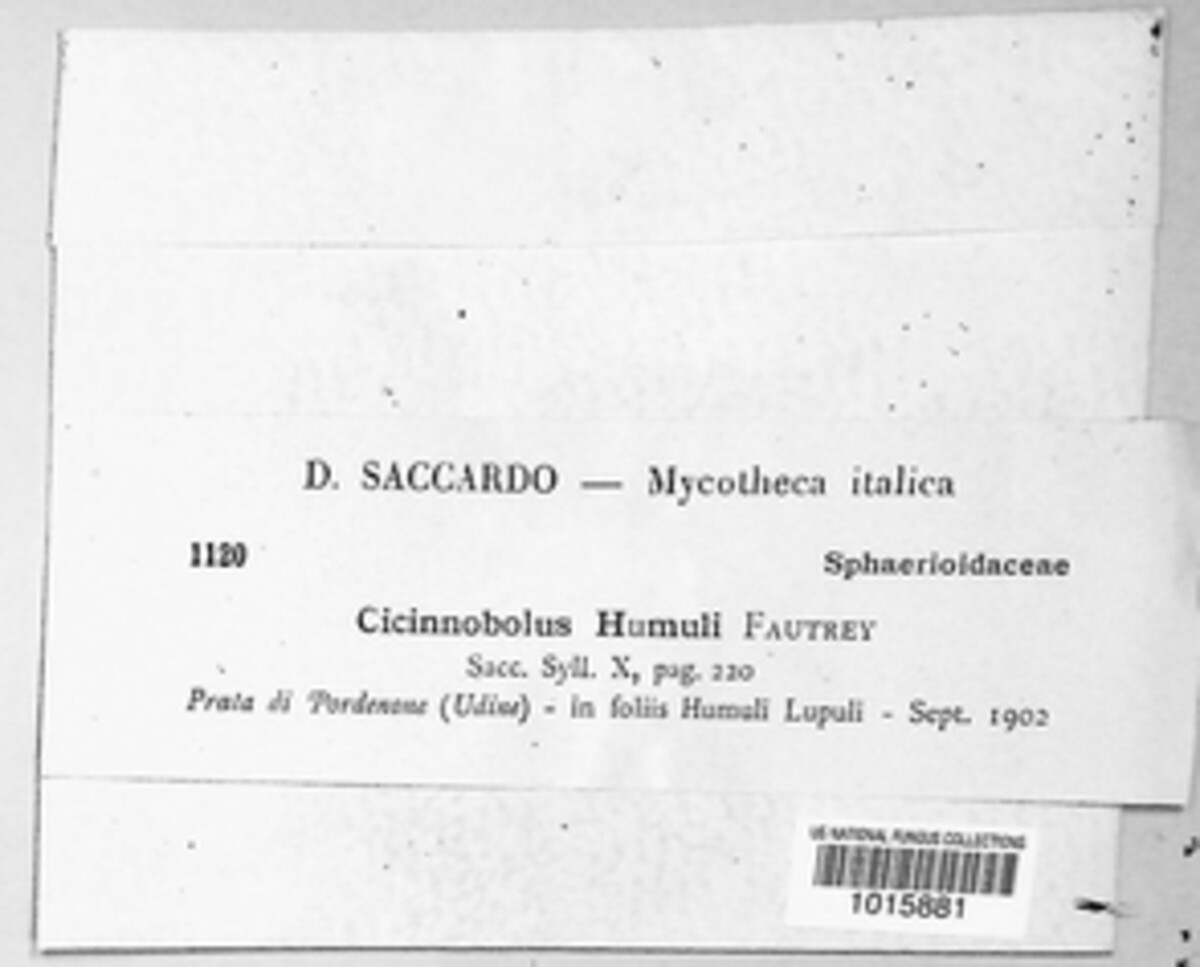 D. SACCARDO — Mycotheca italica
1120
Sphaerioidaceae
Cicinnobolus Humuli FAUTREY
Sacc. Syll. X, pag. 220
Prata di Pordenone (Udine) - in foliis Humuli Lupuli - Sept. 1902
US NATIONAL FUNGUS COLLECTIONS
1015881